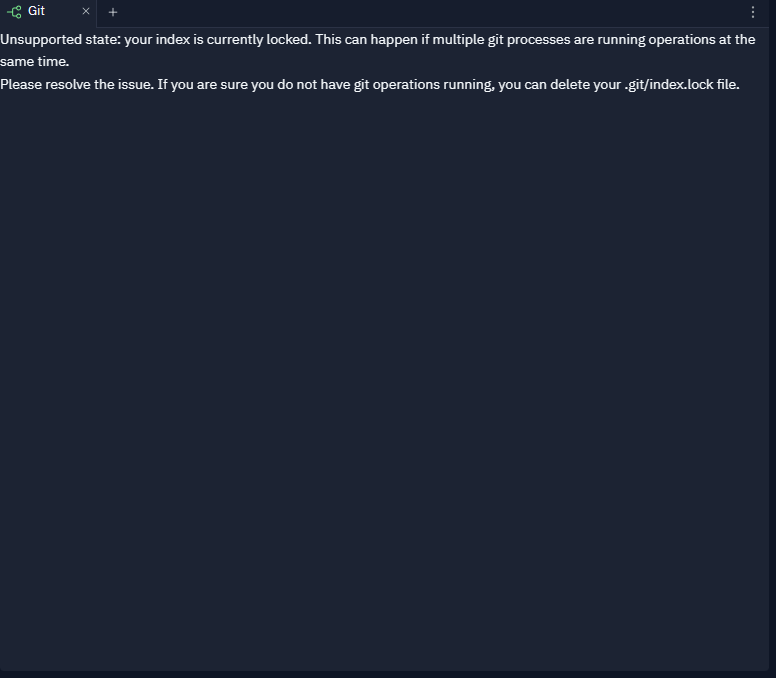 Git
Unsupported state: your index is currently locked. This can happen if multiple git processes are running operations at the
same time.
Please resolve the issue. If you are sure you do not have git operations running, you can delete your .git/index.lock file.